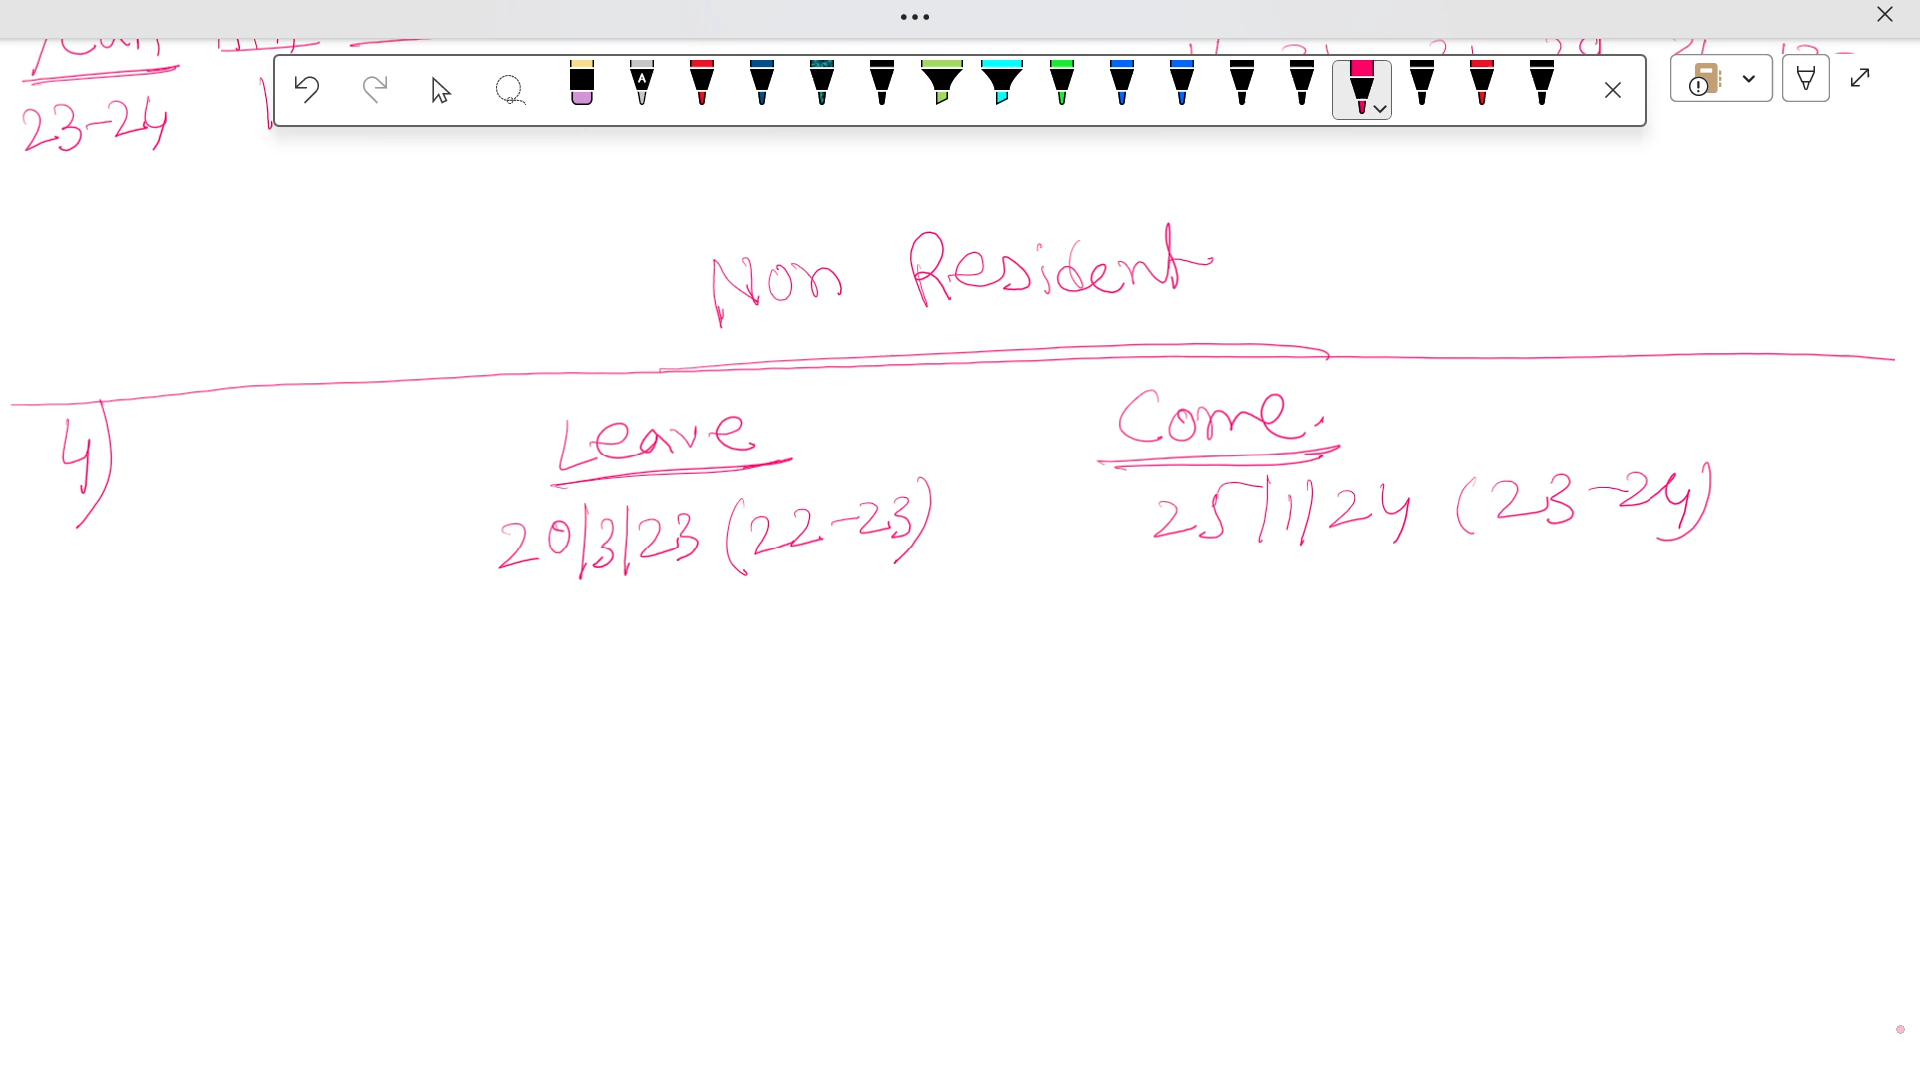 23-24
Non Resident
4)
Leave
Come.
20/3/23 (22-23)
25/1/24 (23-24)